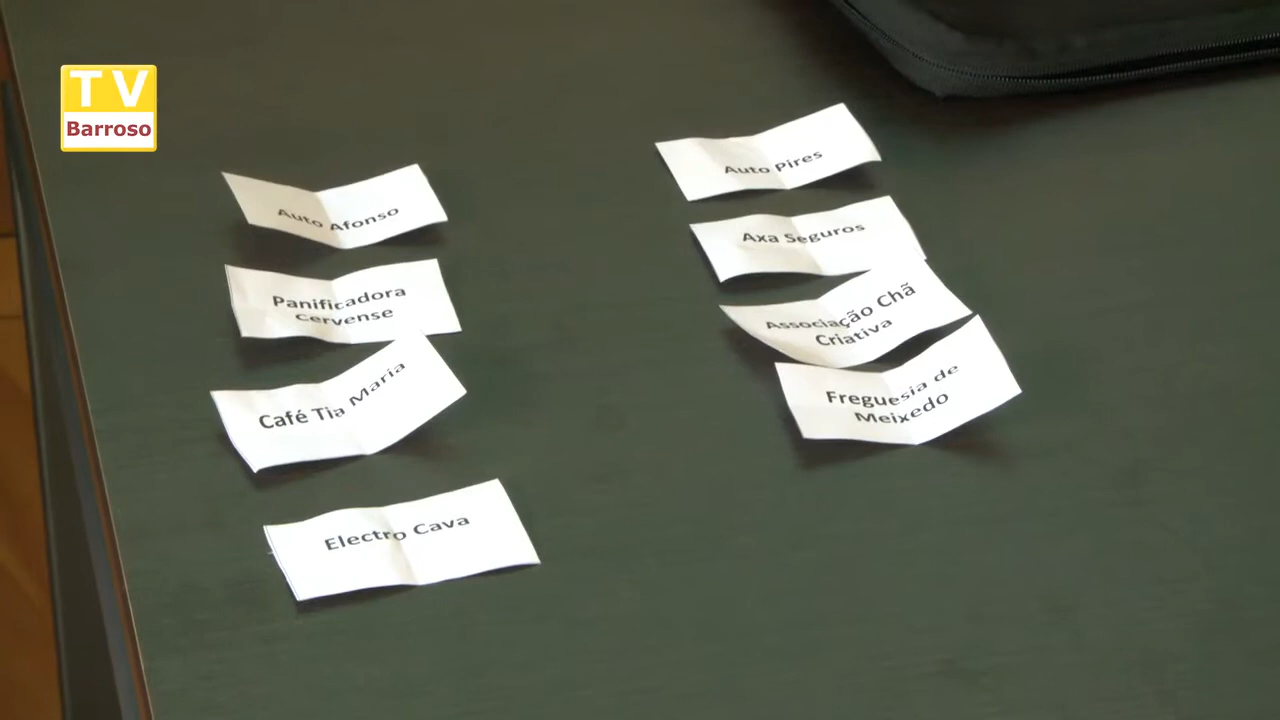 TV
Barroso
Auto Afonso
Panificadora
cervense
Café Tia Maria
Electro Cava
Auto Pires
Axa Seguros
Associação Chã
Criativa
Freguesia de
Meixedo